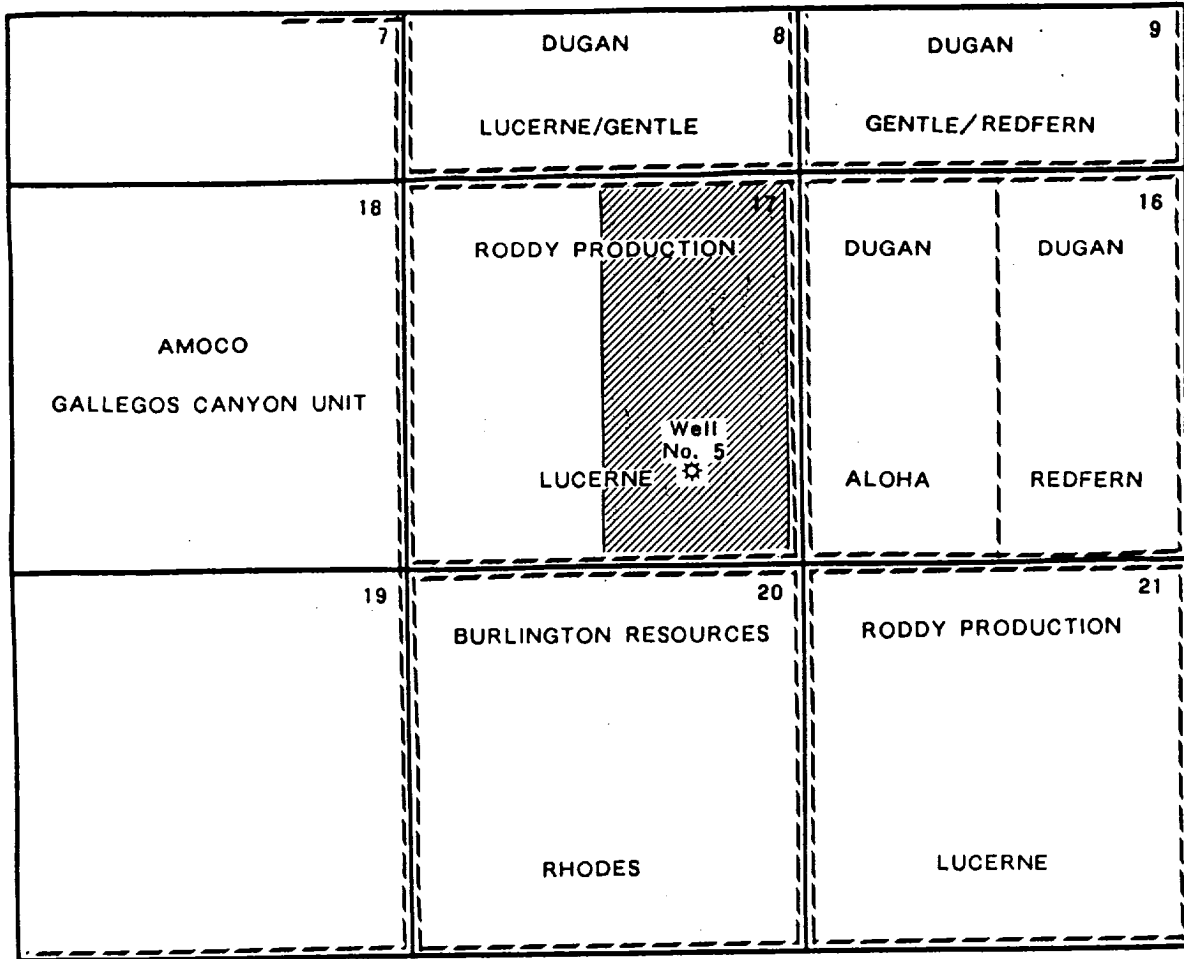 7
DUGAN 8
LUCERNE/GENTLE
DUGAN 9
GENTLE/REDFERN
18
AMOCO
GALLEGOS CANYON UNIT
17
RODDY PRODUCTION
Well
No. 5
LUCERNE
16
DUGAN
ALOHA
DUGAN
REDFERN
19
20
BURLINGTON RESOURCES
RHODES
21
RODDY PRODUCTION
LUCERNE